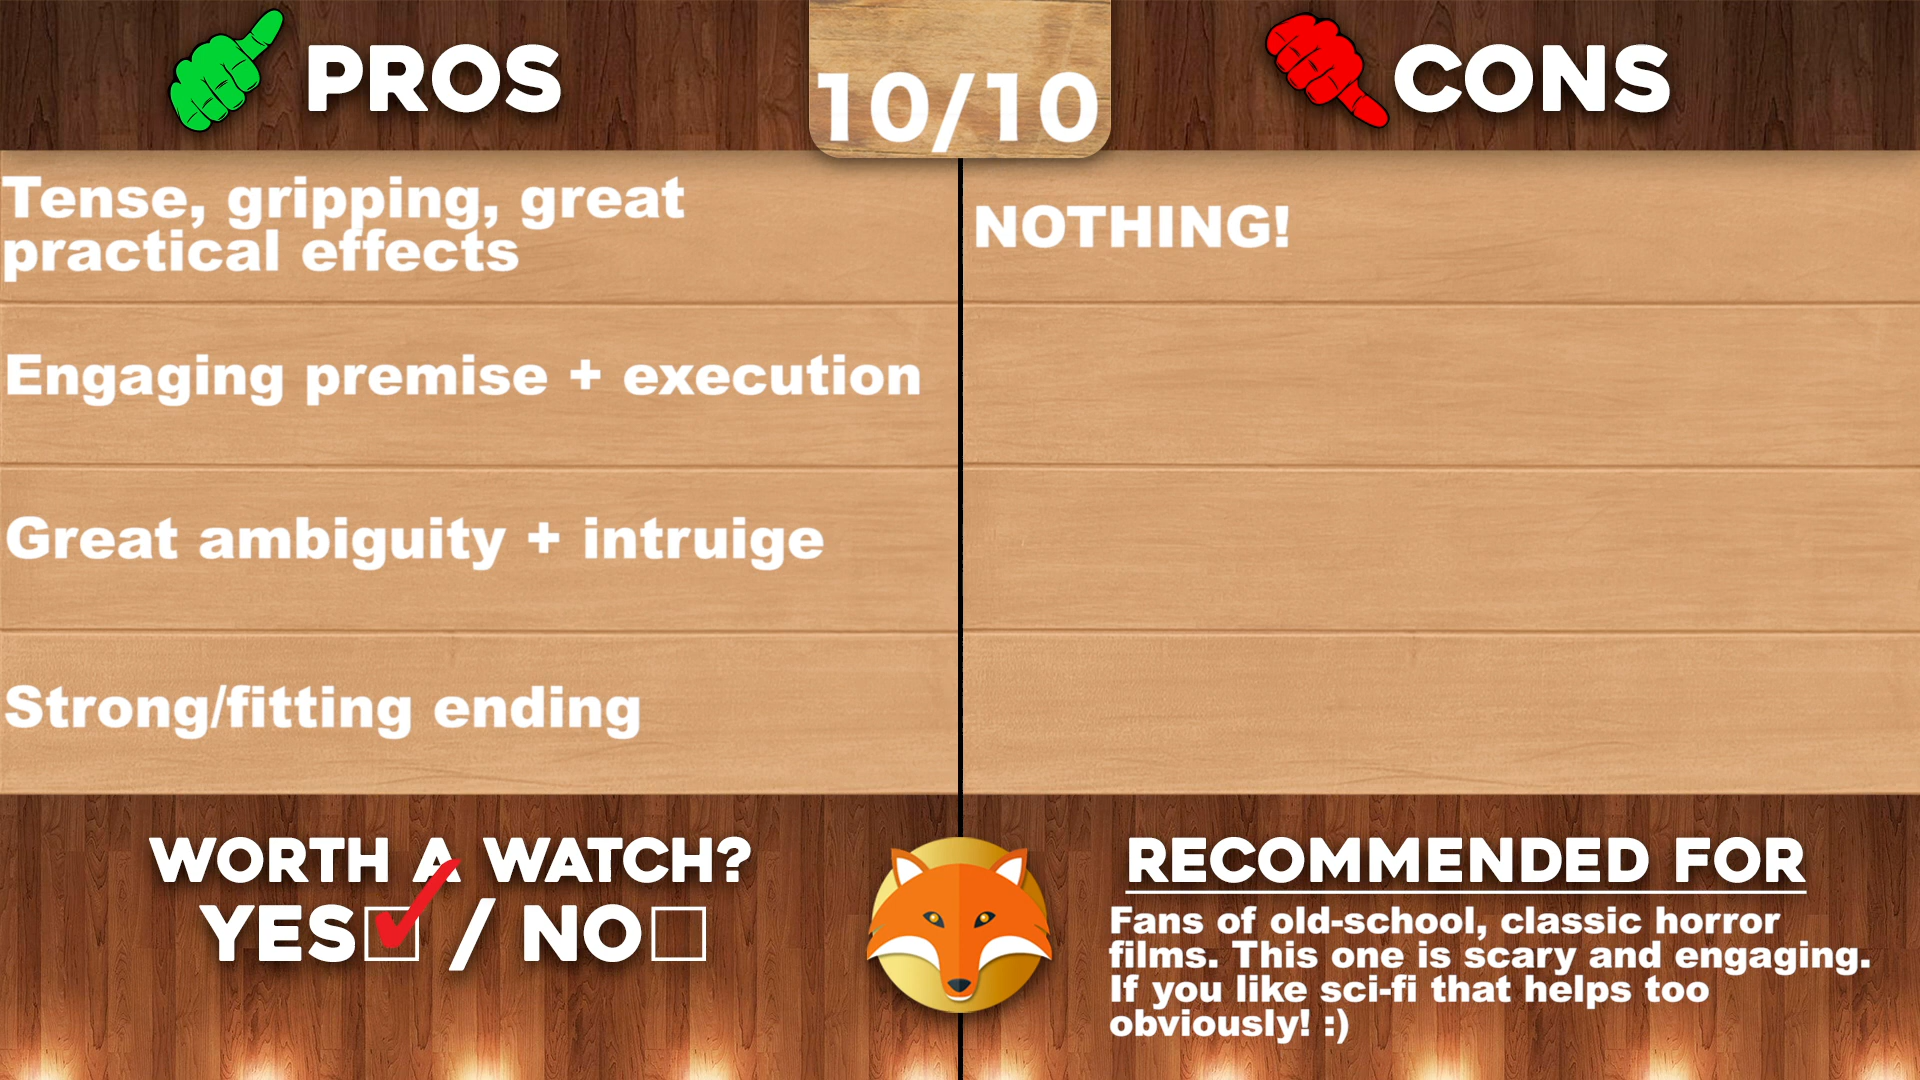 PROS
10/10
CONS
Tense, gripping, great
practical effects
NOTHING!
Engaging premise + execution
Great ambiguity + intruige
Strong/fitting ending
WORTH A WATCH?
YES / NO
RECOMMENDED FOR
Fans of old-school, classic horror
films. This one is scary and engaging.
If you like sci-fi that helps too
obviously! :)